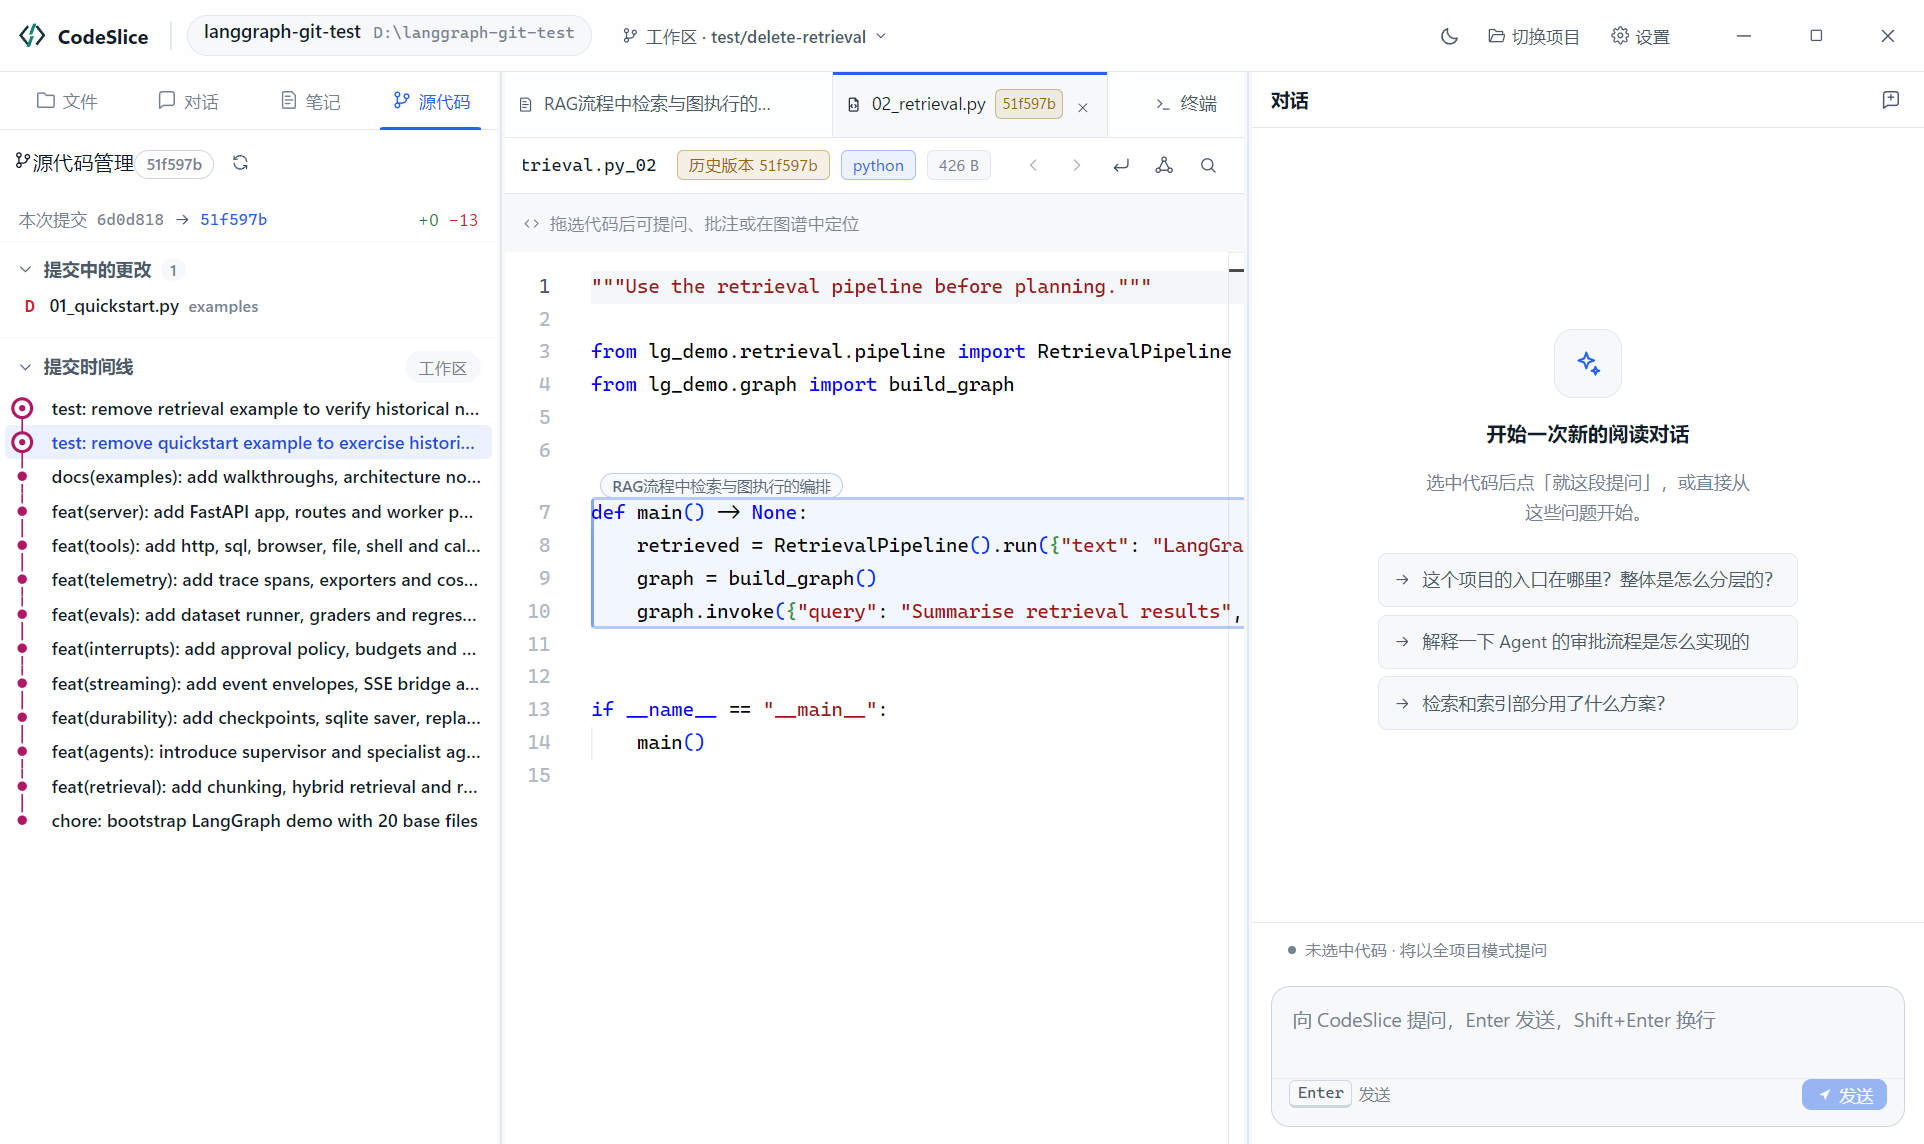 CodeSlice
langgraph-git-test D:\langgraph-git-test
工作区 · test/delete-retrieval
切换项目
设置
文件
对话
笔记
源代码
源代码管理 51f597b
本次提交 6d0d818 → 51f597b +0 −13
提交中的更改 1
D 01_quickstart.py examples
提交时间线 工作区
test: remove retrieval example to verify historical n...
test: remove quickstart example to exercise histori...
docs(examples): add walkthroughs, architecture no...
feat(server): add FastAPI app, routes and worker p...
feat(tools): add http, sql, browser, file, shell and cal...
feat(telemetry): add trace spans, exporters and cos...
feat(evals): add dataset runner, graders and regres...
feat(interrupts): add approval policy, budgets and ...
feat(streaming): add event envelopes, SSE bridge a...
feat(durability): add checkpoints, sqlite saver, repla...
feat(agents): introduce supervisor and specialist ag...
feat(retrieval): add chunking, hybrid retrieval and r...
chore: bootstrap LangGraph demo with 20 base files
RAG流程中检索与图执行的...
02_retrieval.py 51f597b
终端
trieval.py_02 历史版本 51f597b python 426 B
拖选代码后可提问、批注或在图谱中定位
1 """Use the retrieval pipeline before planning."""
2
3 from lg_demo.retrieval.pipeline import RetrievalPipeline
4 from lg_demo.graph import build_graph
5
6
RAG流程中检索与图执行的编排
7 def main() -> None:
8 retrieved = RetrievalPipeline().run({"text": "LangGra
9 graph = build_graph()
10 graph.invoke({"query": "Summarise retrieval results",
11
12
13 if __name__ == "__main__":
14 main()
15
对话
开始一次新的阅读对话
选中代码后点「就这段提问」，或直接从
这些问题开始。
→ 这个项目的入口在哪里？整体是怎么分层的？
→ 解释一下 Agent 的审批流程是怎么实现的
→ 检索和索引部分用了什么方案？
未选中代码 · 将以全项目模式提问
向 CodeSlice 提问，Enter 发送，Shift+Enter 换行
Enter 发送
发送